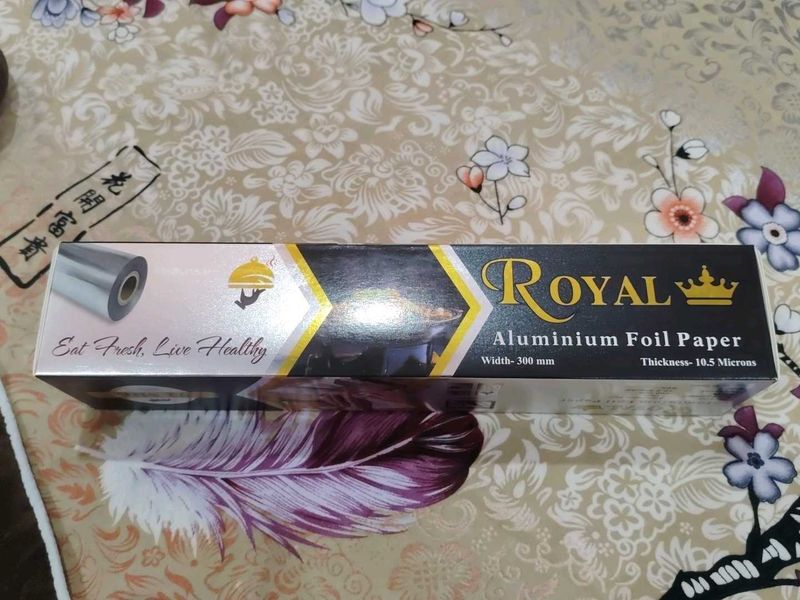 花開富貴
Eat Fresh, Live Healthy
ROYAL
Aluminium Foil Paper
Width- 300 mm
Thickness- 10.5 Microns